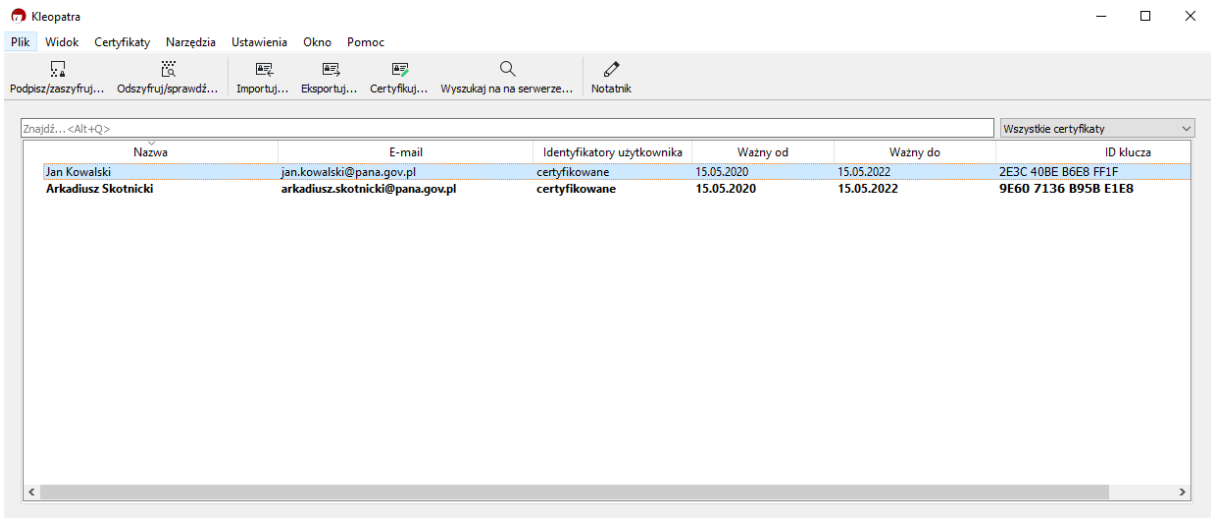 Kleopatra
Plik Widok Certyfikaty Narzędzia Ustawienia Okno Pomoc
Podpisz/zaszyfruj... Odszyfruj/sprawdź... Importuj... Eksportuj... Certyfikuj... Wyszukaj na na serwerze... Notatnik
Znajdź...<Alt+Q> Wszystkie certyfikaty
Nazwa E-mail Identyfikatory użytkownika Ważny od Ważny do ID klucza
Jan Kowalski jan.kowalski@pana.gov.pl certyfikowane 15.05.2020 15.05.2022 2E3C 40BE B6E8 FF1F
Arkadiusz Skotnicki arkadiusz.skotnicki@pana.gov.pl certyfikowane 15.05.2020 15.05.2022 9E60 7136 B95B E1E8